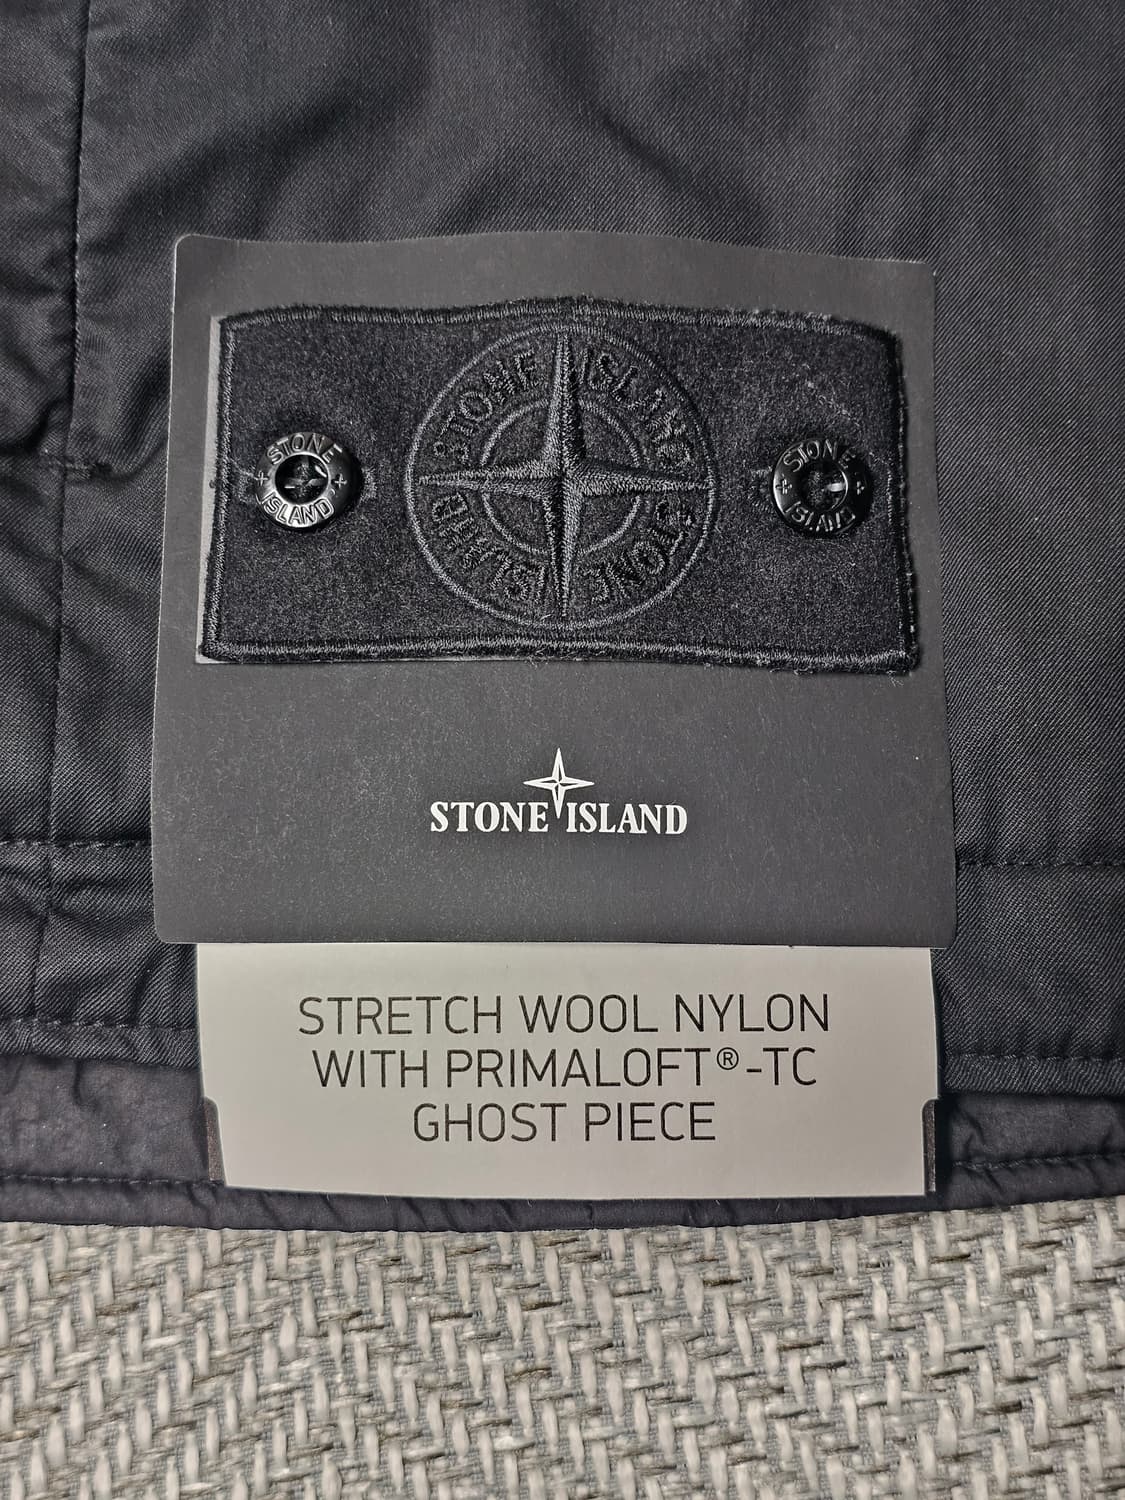 STONE ISLAND
STONE ISLAND
STONE
ISLAND
STONE
ISLAND
STONE ISLAND
STRETCH WOOL NYLON
WITH PRIMALOFT®-TC
GHOST PIECE